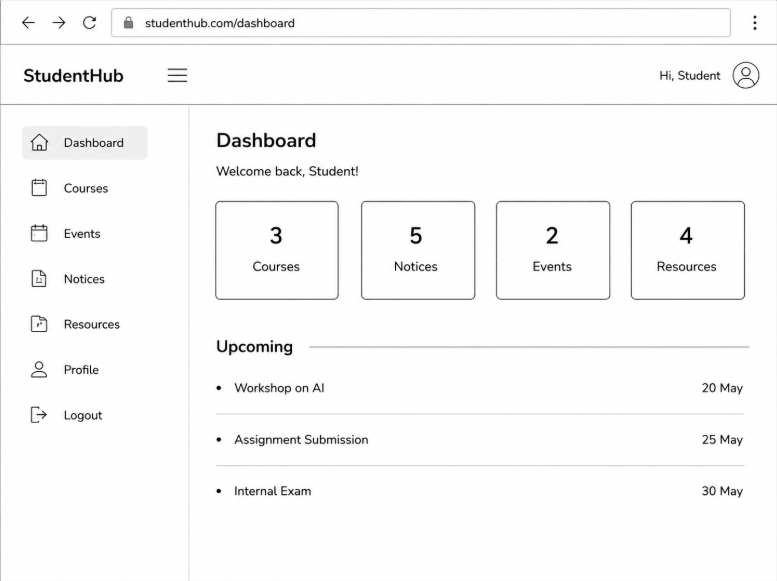 studenthub.com/dashboard
StudentHub
Hi, Student
Dashboard
Courses
Events
Notices
Resources
Profile
Logout
Dashboard
Welcome back, Student!
3
Courses
5
Notices
2
Events
4
Resources
Upcoming
• Workshop on AI 20 May
• Assignment Submission 25 May
• Internal Exam 30 May